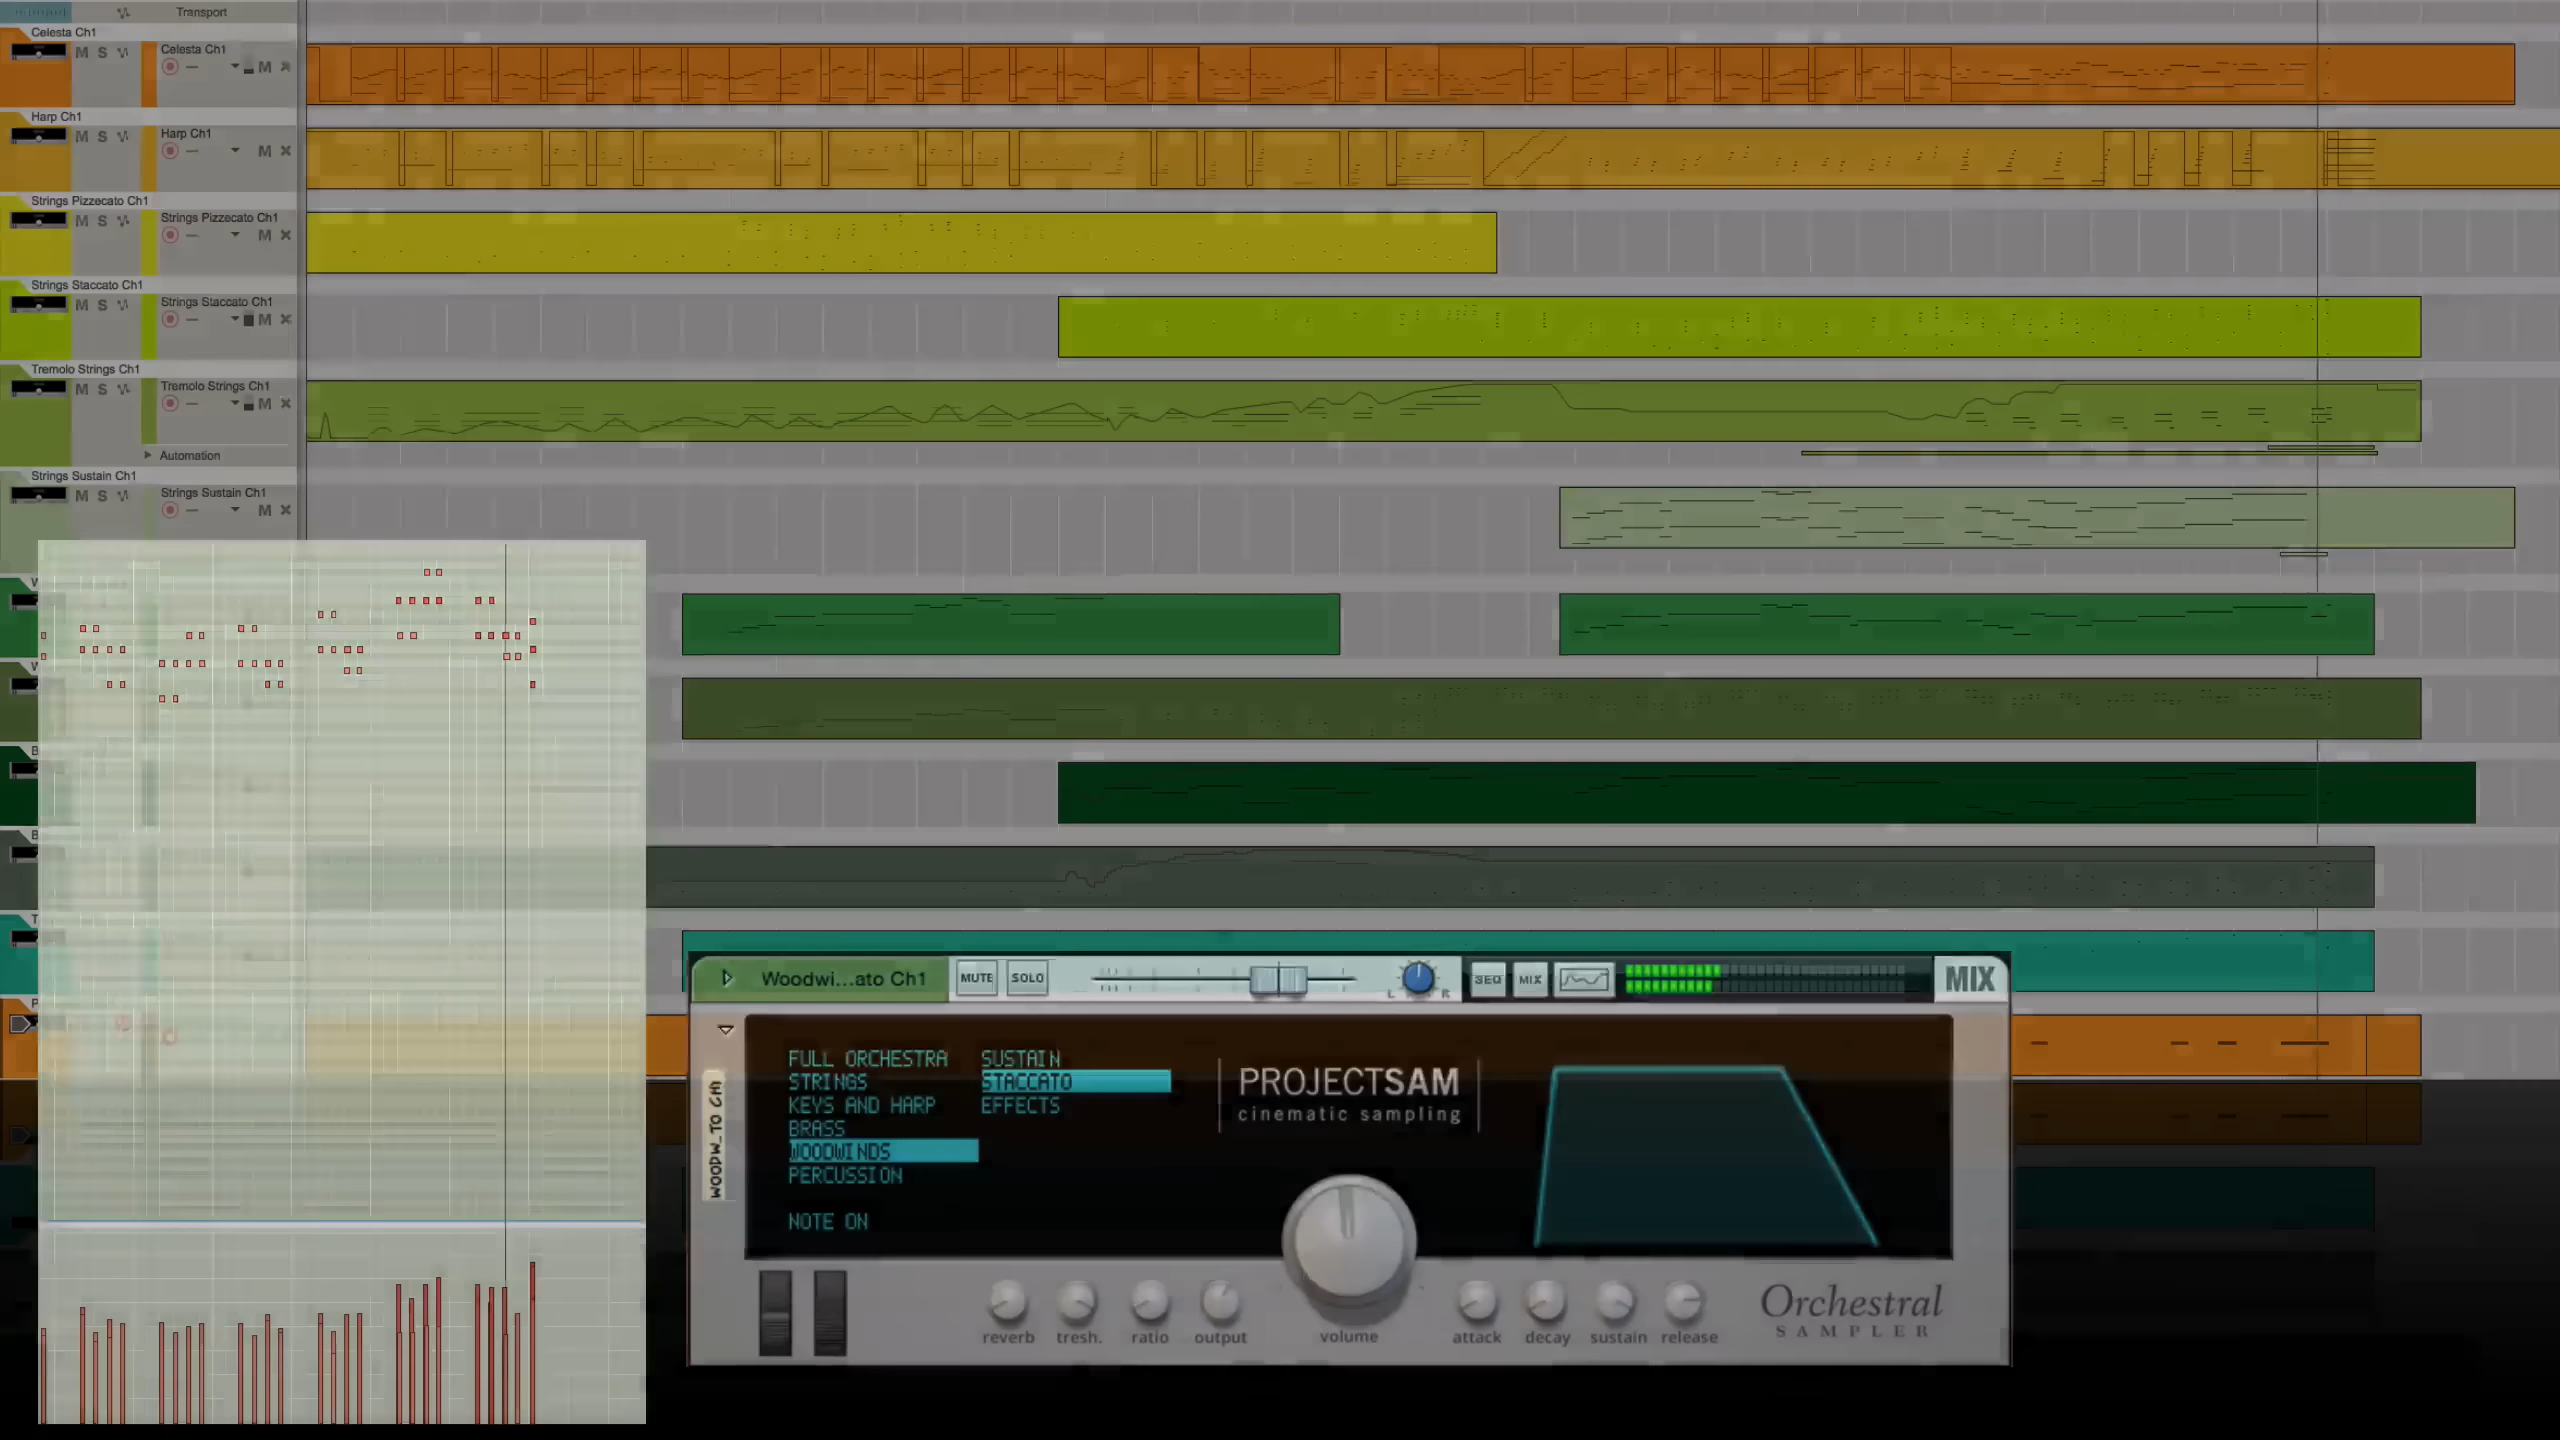 Transport
Celesta Ch1
M S
Celesta Ch1
M
Harp Ch1
M S
Harp Ch1
M
Strings Pizzecato Ch1
M S
Strings Pizzecato Ch1
M
Strings Staccato Ch1
M S
Strings Staccato Ch1
M
Tremolo Strings Ch1
M S
Tremolo Strings Ch1
M
Automation
Strings Sustain Ch1
M S
Strings Sustain Ch1
M
W
W
B
B
T
P
Woodwi...ato Ch1
MUTE
SOLO
L R
SEQ
MIX
MIX
WOODW_TO CH1
FULL ORCHESTRA
STRINGS
KEYS AND HARP
BRASS
WOODWINDS
PERCUSSION
NOTE ON
SUSTAIN
STACCATO
EFFECTS
PROJECTSAM
cinematic sampling
reverb
tresh.
ratio
output
volume
attack
decay
sustain
release
Orchestral
SAMPLER